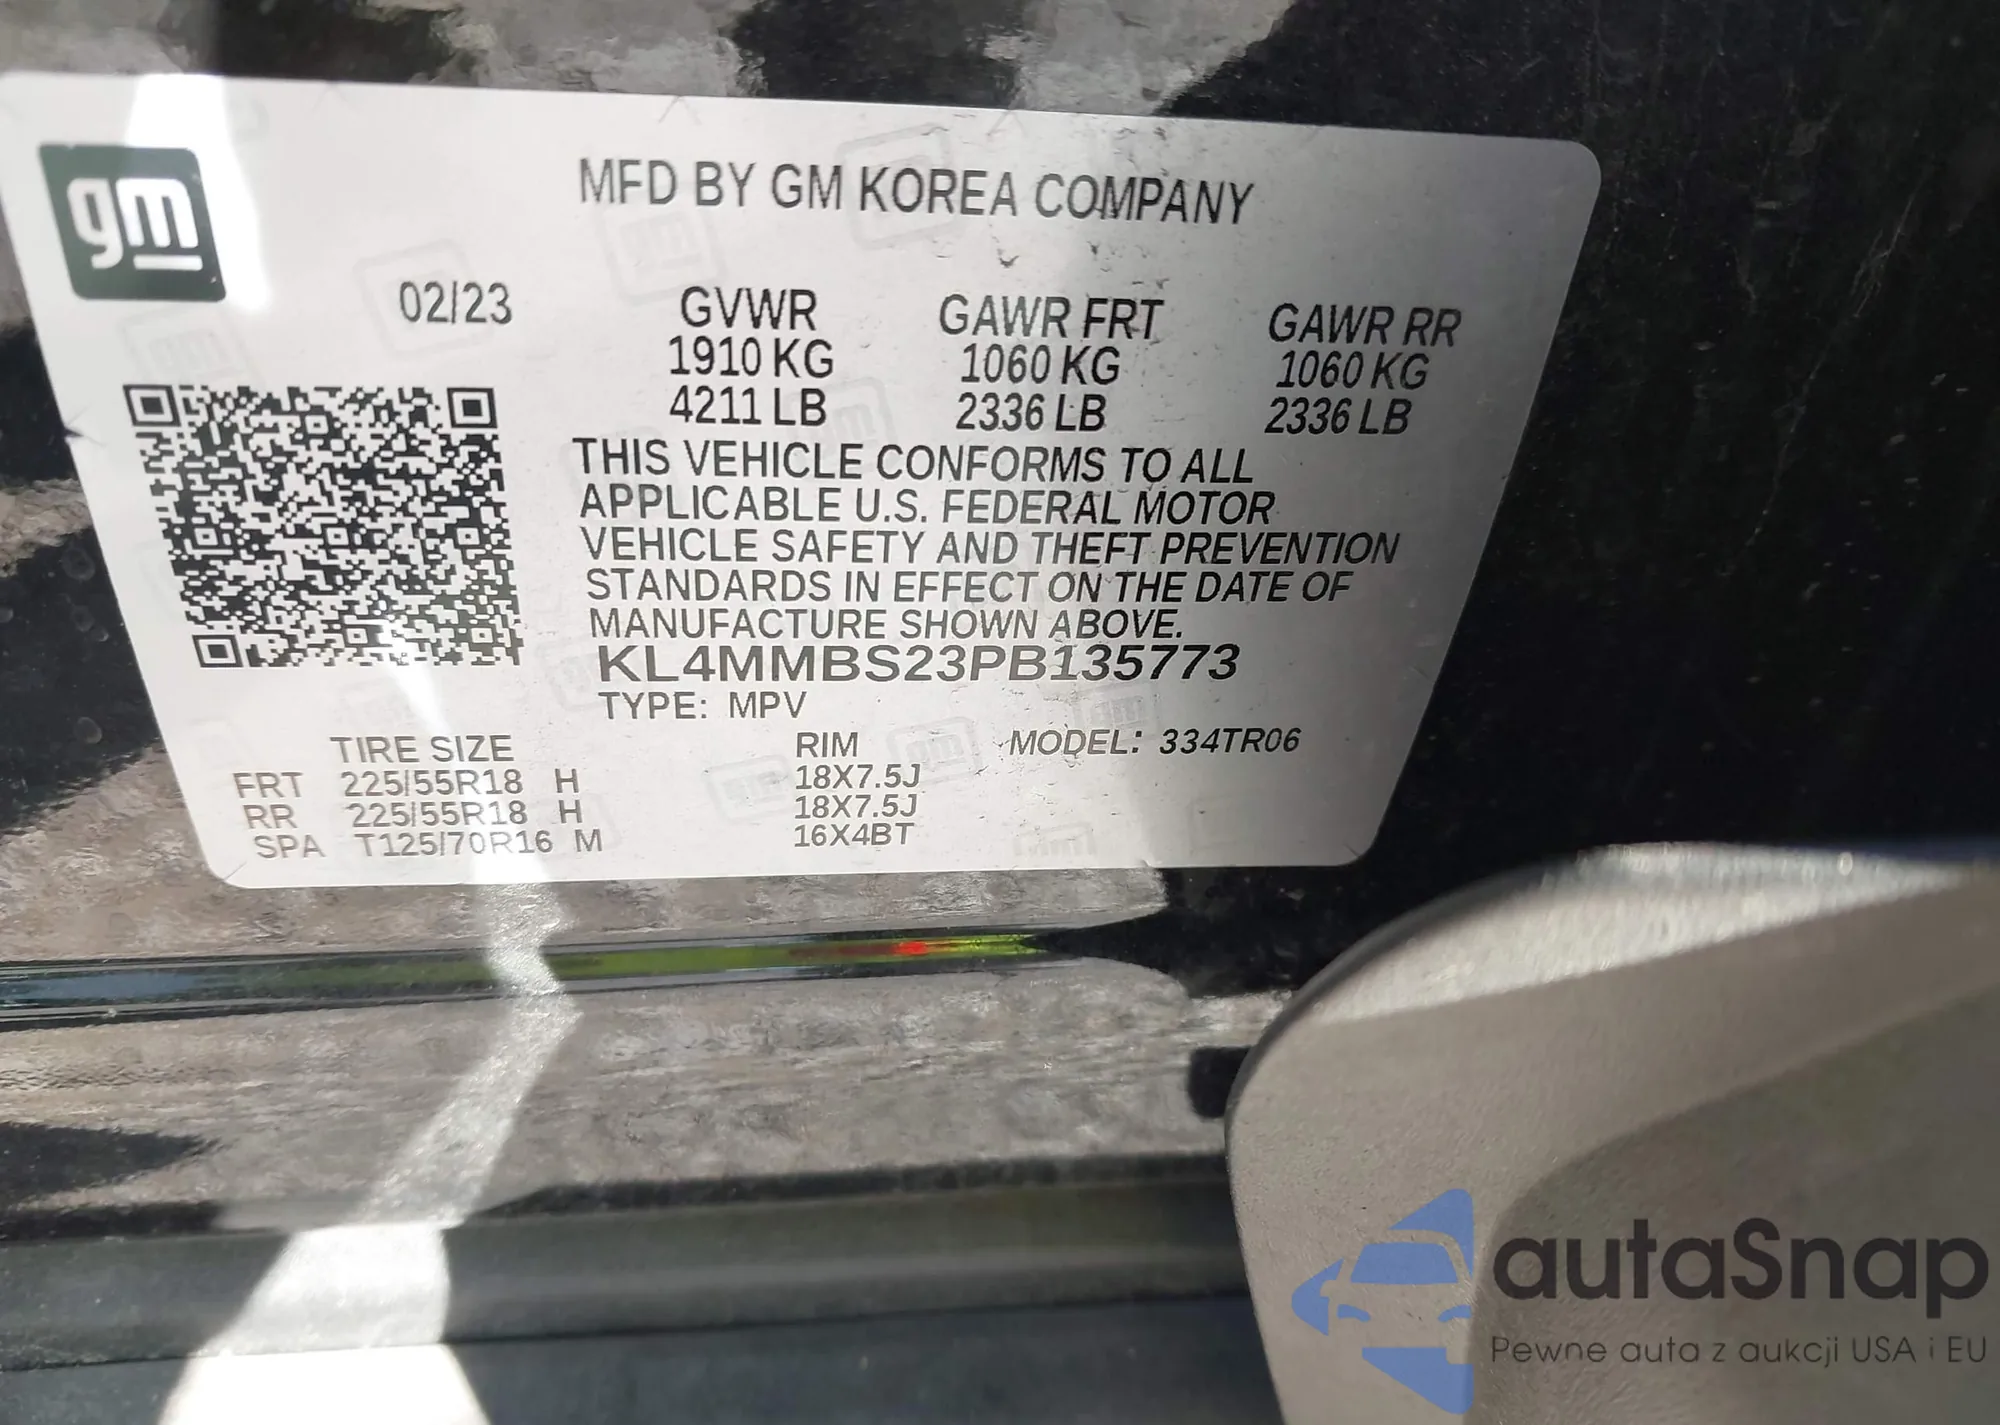 gm
MFD BY GM KOREA COMPANY
02/23 GVWR GAWR FRT GAWR RR
1910 KG 1060 KG 1060 KG
4211 LB 2336 LB 2336 LB
THIS VEHICLE CONFORMS TO ALL
APPLICABLE U.S. FEDERAL MOTOR
VEHICLE SAFETY AND THEFT PREVENTION
STANDARDS IN EFFECT ON THE DATE OF
MANUFACTURE SHOWN ABOVE.
KL4MMBS23PB135773
TYPE: MPV
TIRE SIZE RIM MODEL: 334TR06
FRT 225/55R18 H 18X7.5J
RR 225/55R18 H 18X7.5J
SPA T125/70R16 M 16X4BT
autaSnap
Pewne auta z aukcji USA i EU